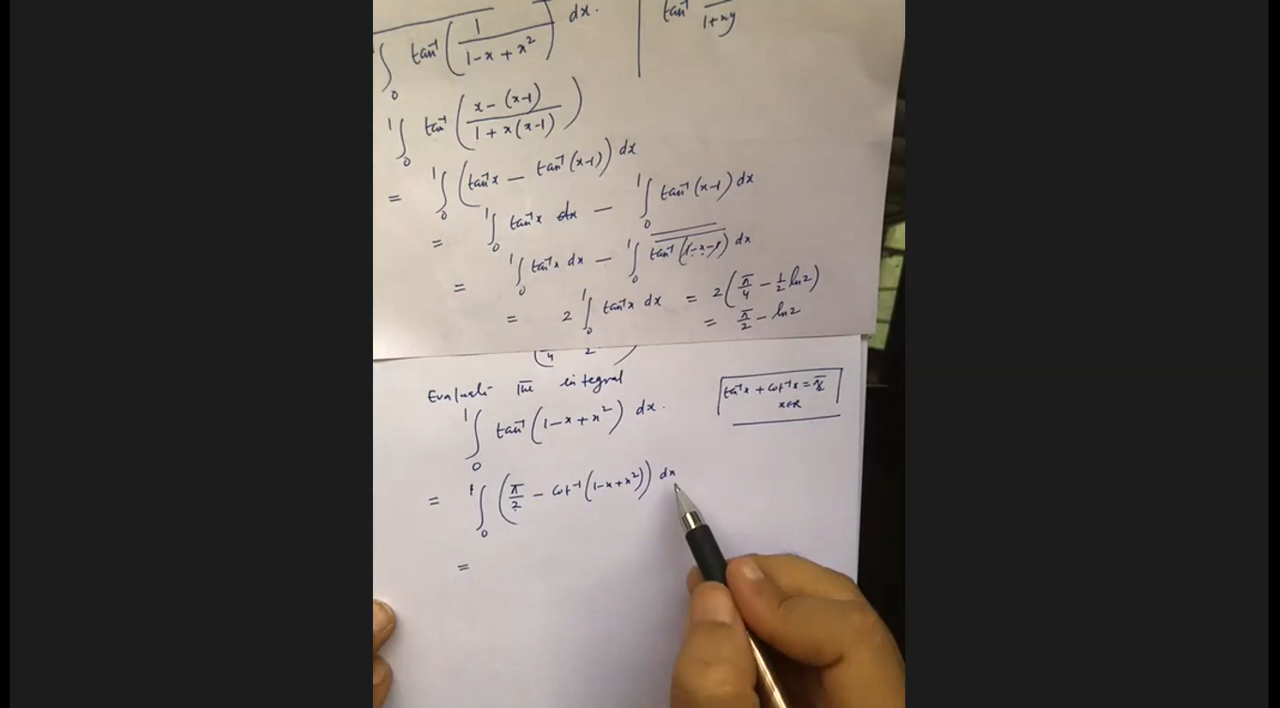 ∫₀¹ tan⁻¹(1/(1-x+x²)) dx.
tan⁻¹ /(1+xy)
∫₀¹ tan⁻¹((x-(x-1))/(1+x(x-1)))
= ∫₀¹ (tan⁻¹x - tan⁻¹(x-1)) dx
= ∫₀¹ tan⁻¹x dx - ∫₀¹ tan⁻¹(x-1) dx
= ∫₀¹ tan⁻¹x dx - ∫₀¹ tan⁻¹(1-x-1) dx
= 2∫₀¹ tan⁻¹x dx = 2(π/4 - 1/2 ln2)
= π/2 - ln2
4 2
Evaluate the integral
∫₀¹ tan⁻¹(1-x+x²) dx.
tan⁻¹x + cot⁻¹x = π/2
x∈R
= ∫₀¹ (π/2 - cot⁻¹(1-x+x²)) dx
=